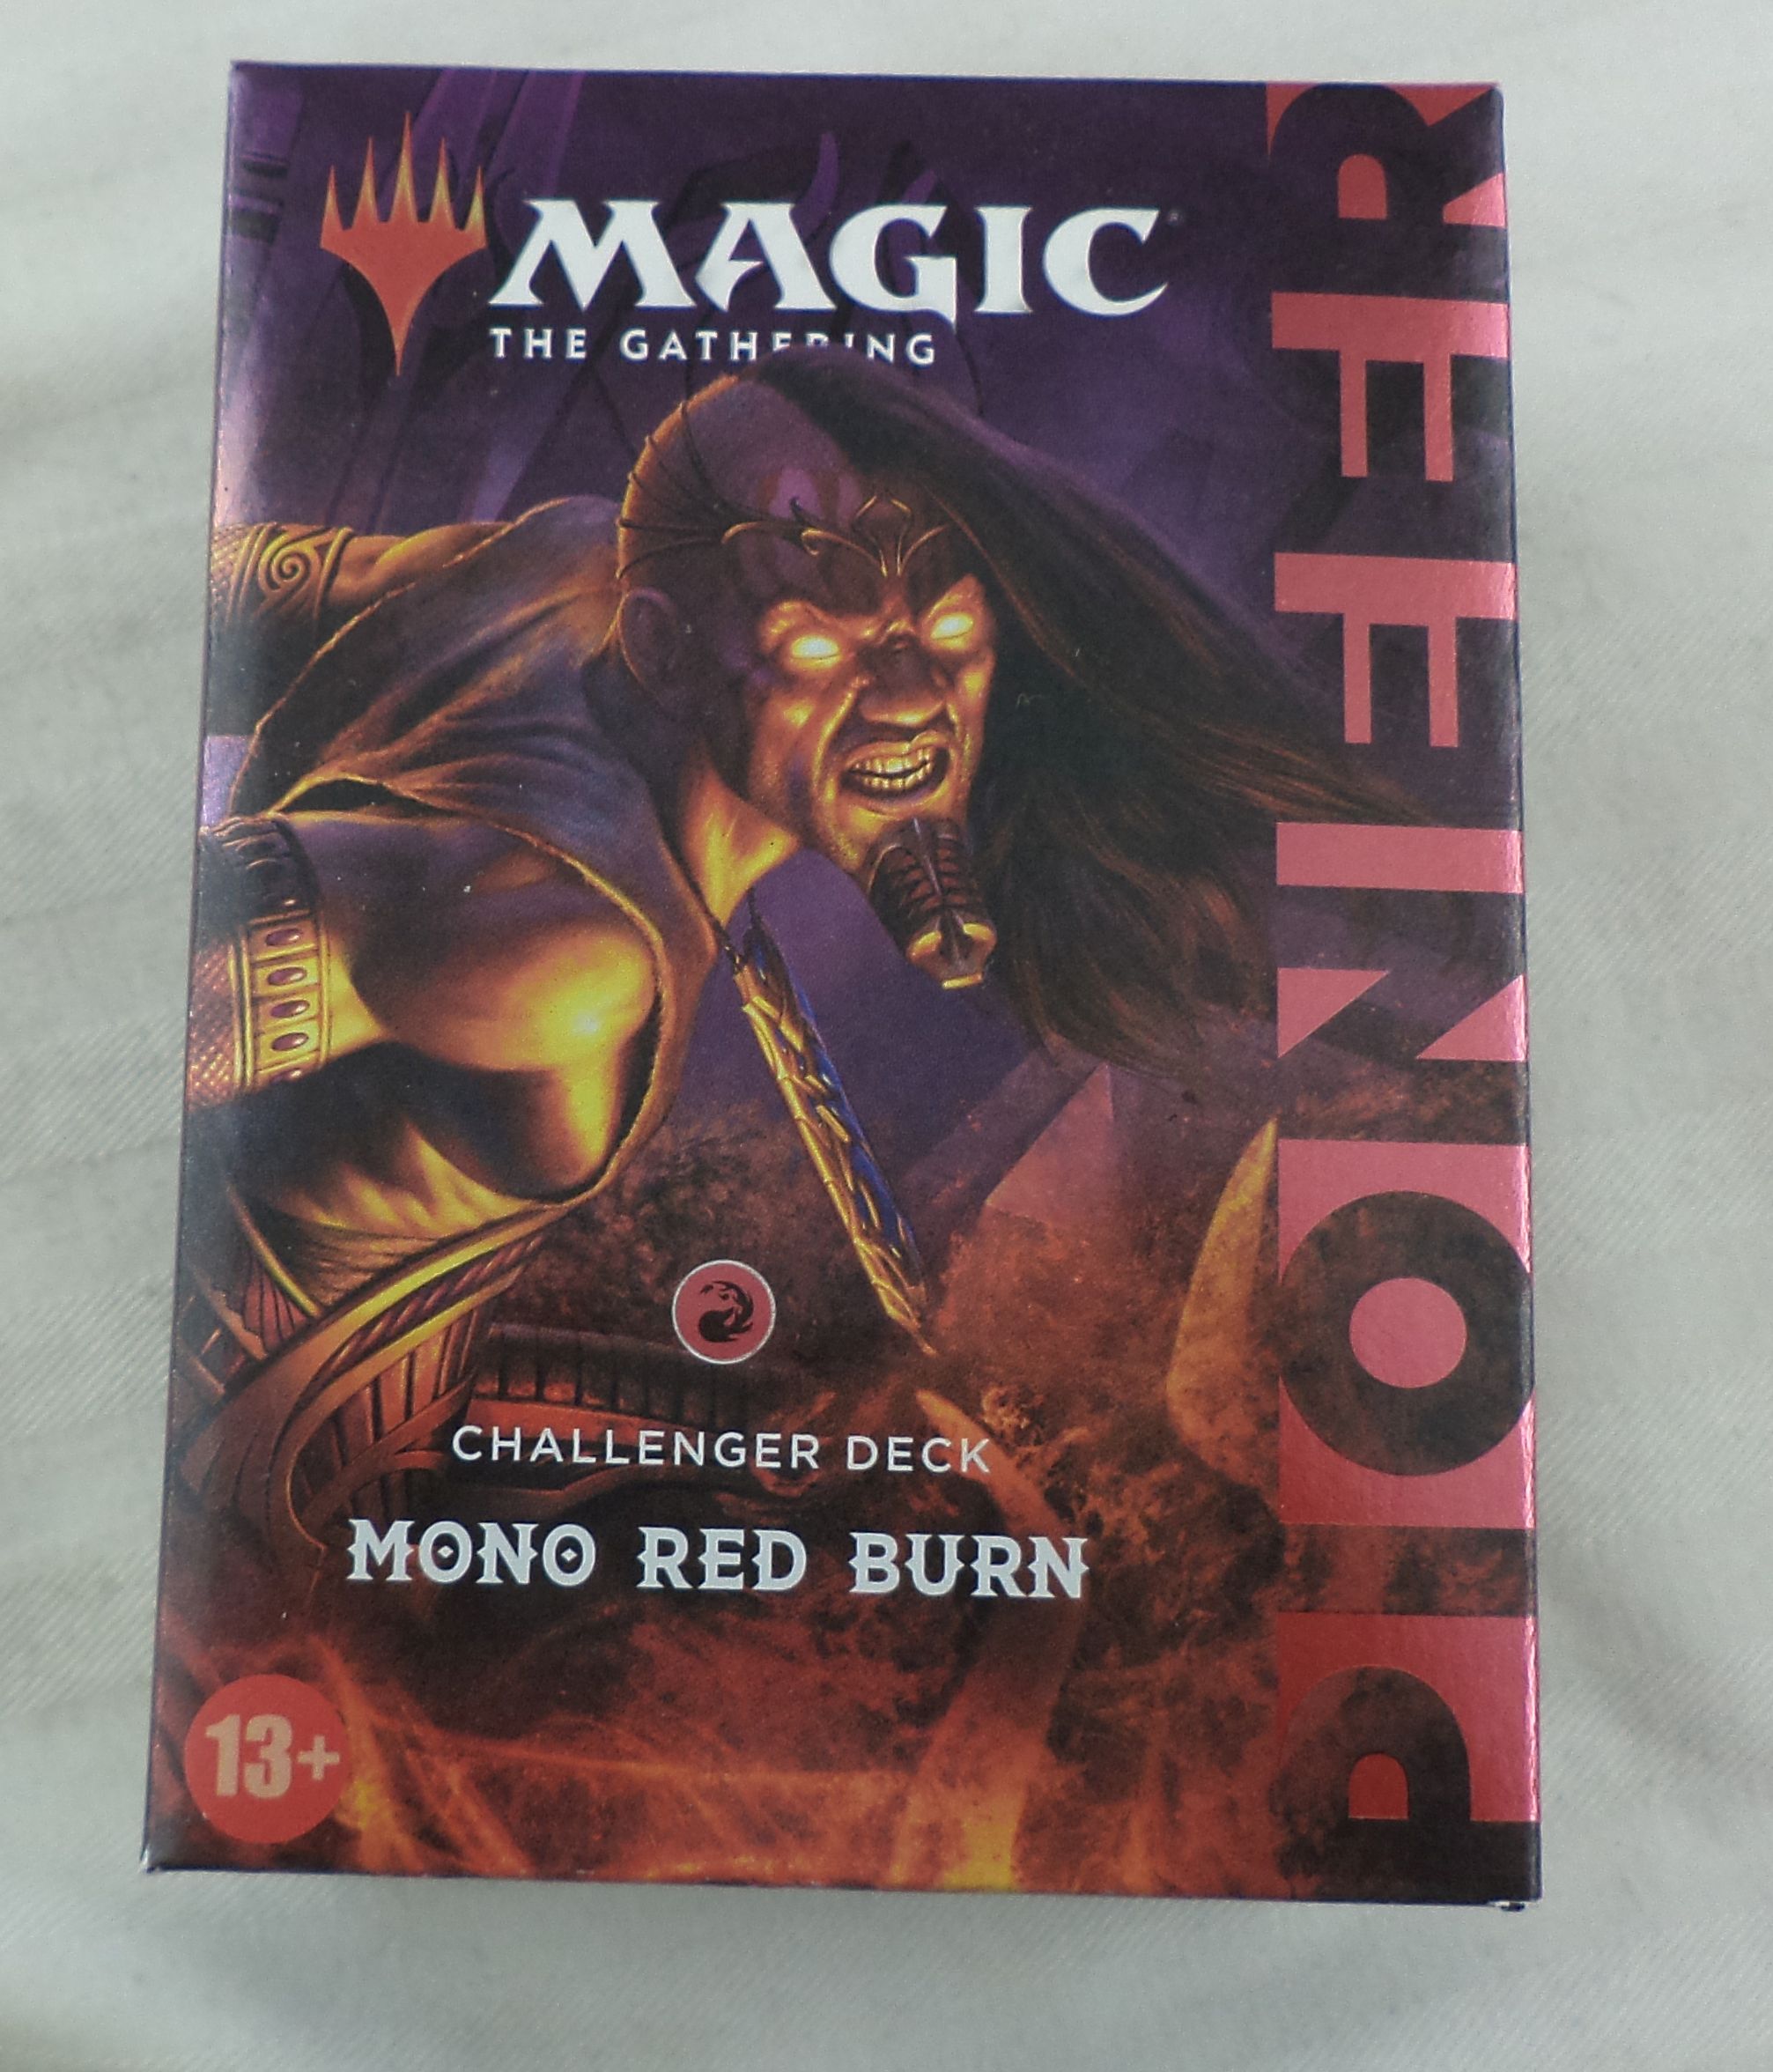 MAGIC
THE GATHERING
CHALLENGER DECK
MONO RED BURN
13+
PIONEER